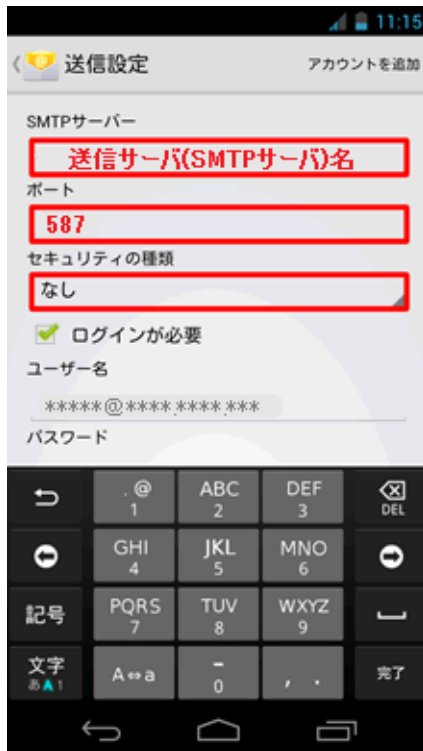 11:15
送信設定 アカウントを追加
SMTPサーバー
送信サーバ(SMTPサーバ)名
ポート
587
セキュリティの種類
なし
ログインが必要
ユーザー名
*****@****.****.***
パスワード
. @ ABC DEF DEL
1 2 3
GHI JKL MNO
4 5 6
記号 PQRS TUV WXYZ
7 8 9
文字 A⇔a - , . 完了
あA1 0